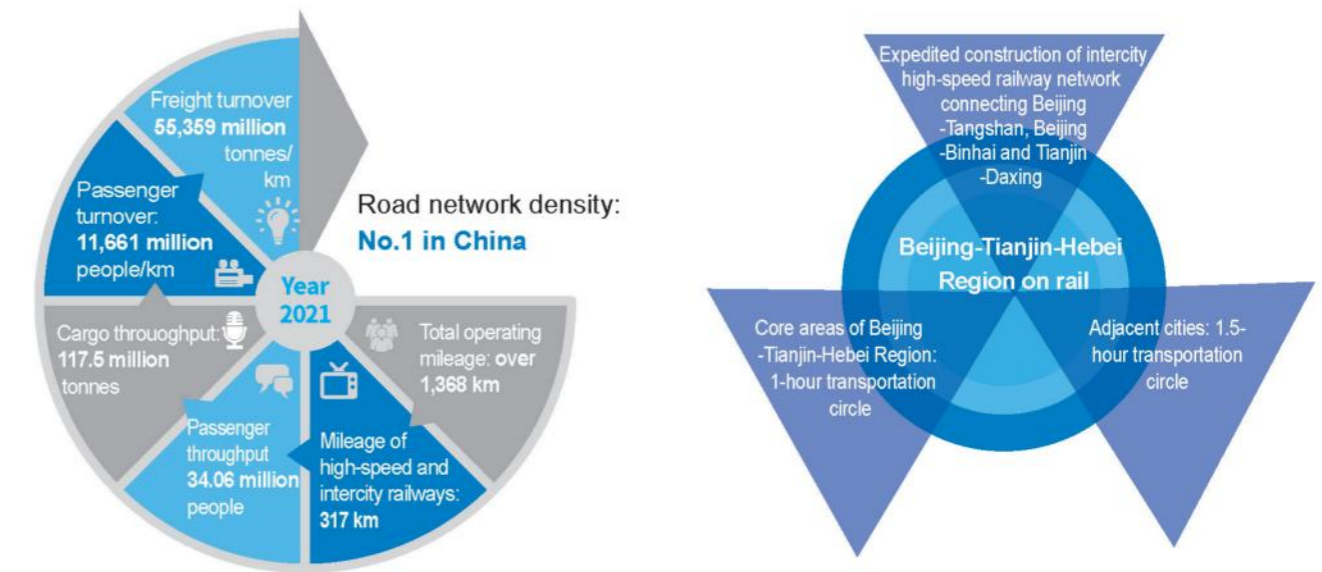 Freight turnover
55,359 million
tonnes/
km
Passenger
turnover:
11,661 million
people/km
Road network density:
No.1 in China
Year
2021
Cargo throuoghput:
117.5 million
tonnes
Total operating
mileage: over
1,368 km
Passenger
throughput
34.06 million
people
Mileage of
high-speed and
intercity railways:
317 km
Expedited construction of intercity
high-speed railway network
connecting Beijing
-Tangshan, Beijing
-Binhai and Tianjin
-Daxing
Beijing-Tianjin-Hebei
Region on rail
Core areas of Beijing
-Tianjin-Hebei Region:
1-hour transportation
circle
Adjacent cities: 1.5-
hour transportation
circle